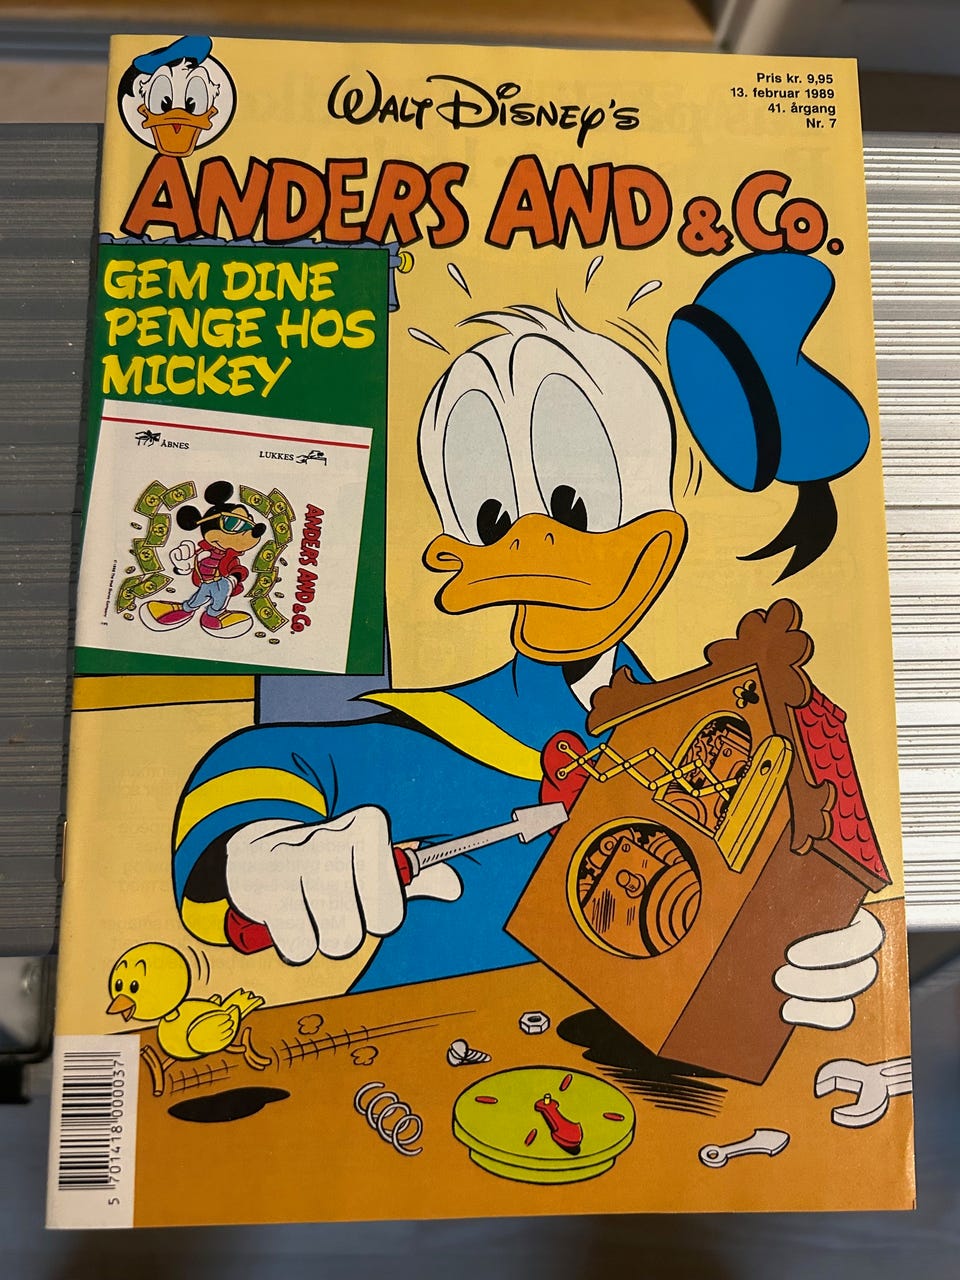 WALT DISNEY'S
Pris kr. 9,95
13. februar 1989
41. årgang
Nr. 7
ANDERS AND & Co.
GEM DINE
PENGE HOS
MICKEY
ÅBNES
LUKKES
ANDERS AND & Co.
5 701418 000037